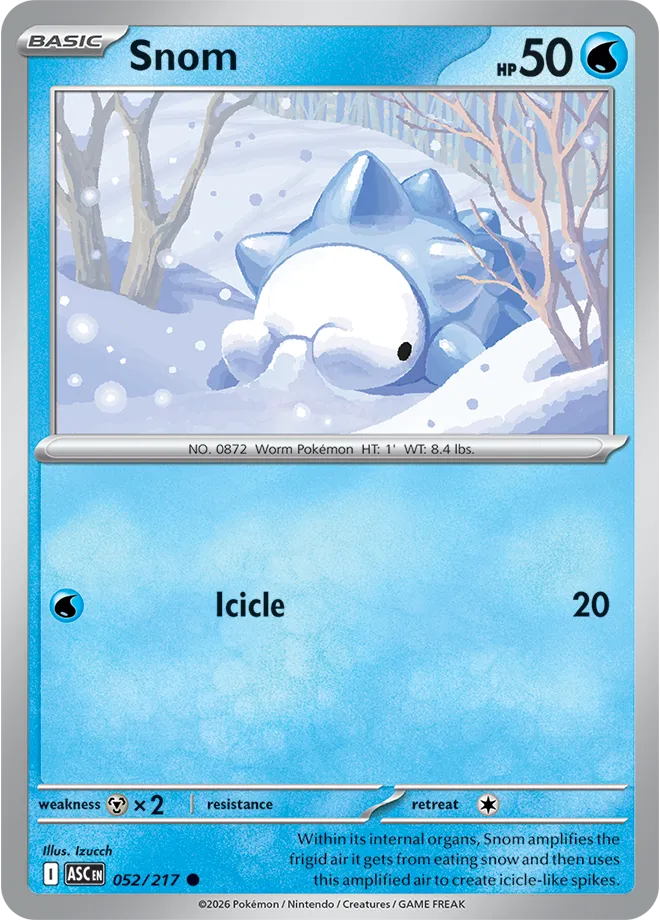 BASIC
Snom
HP 50
NO. 0872 Worm Pokémon HT: 1' WT: 8.4 lbs.
Icicle 20
weakness ×2 resistance retreat
Illus. Izucch
I ASC EN 052/217
Within its internal organs, Snom amplifies the
frigid air it gets from eating snow and then uses
this amplified air to create icicle-like spikes.
©2026 Pokémon / Nintendo / Creatures / GAME FREAK